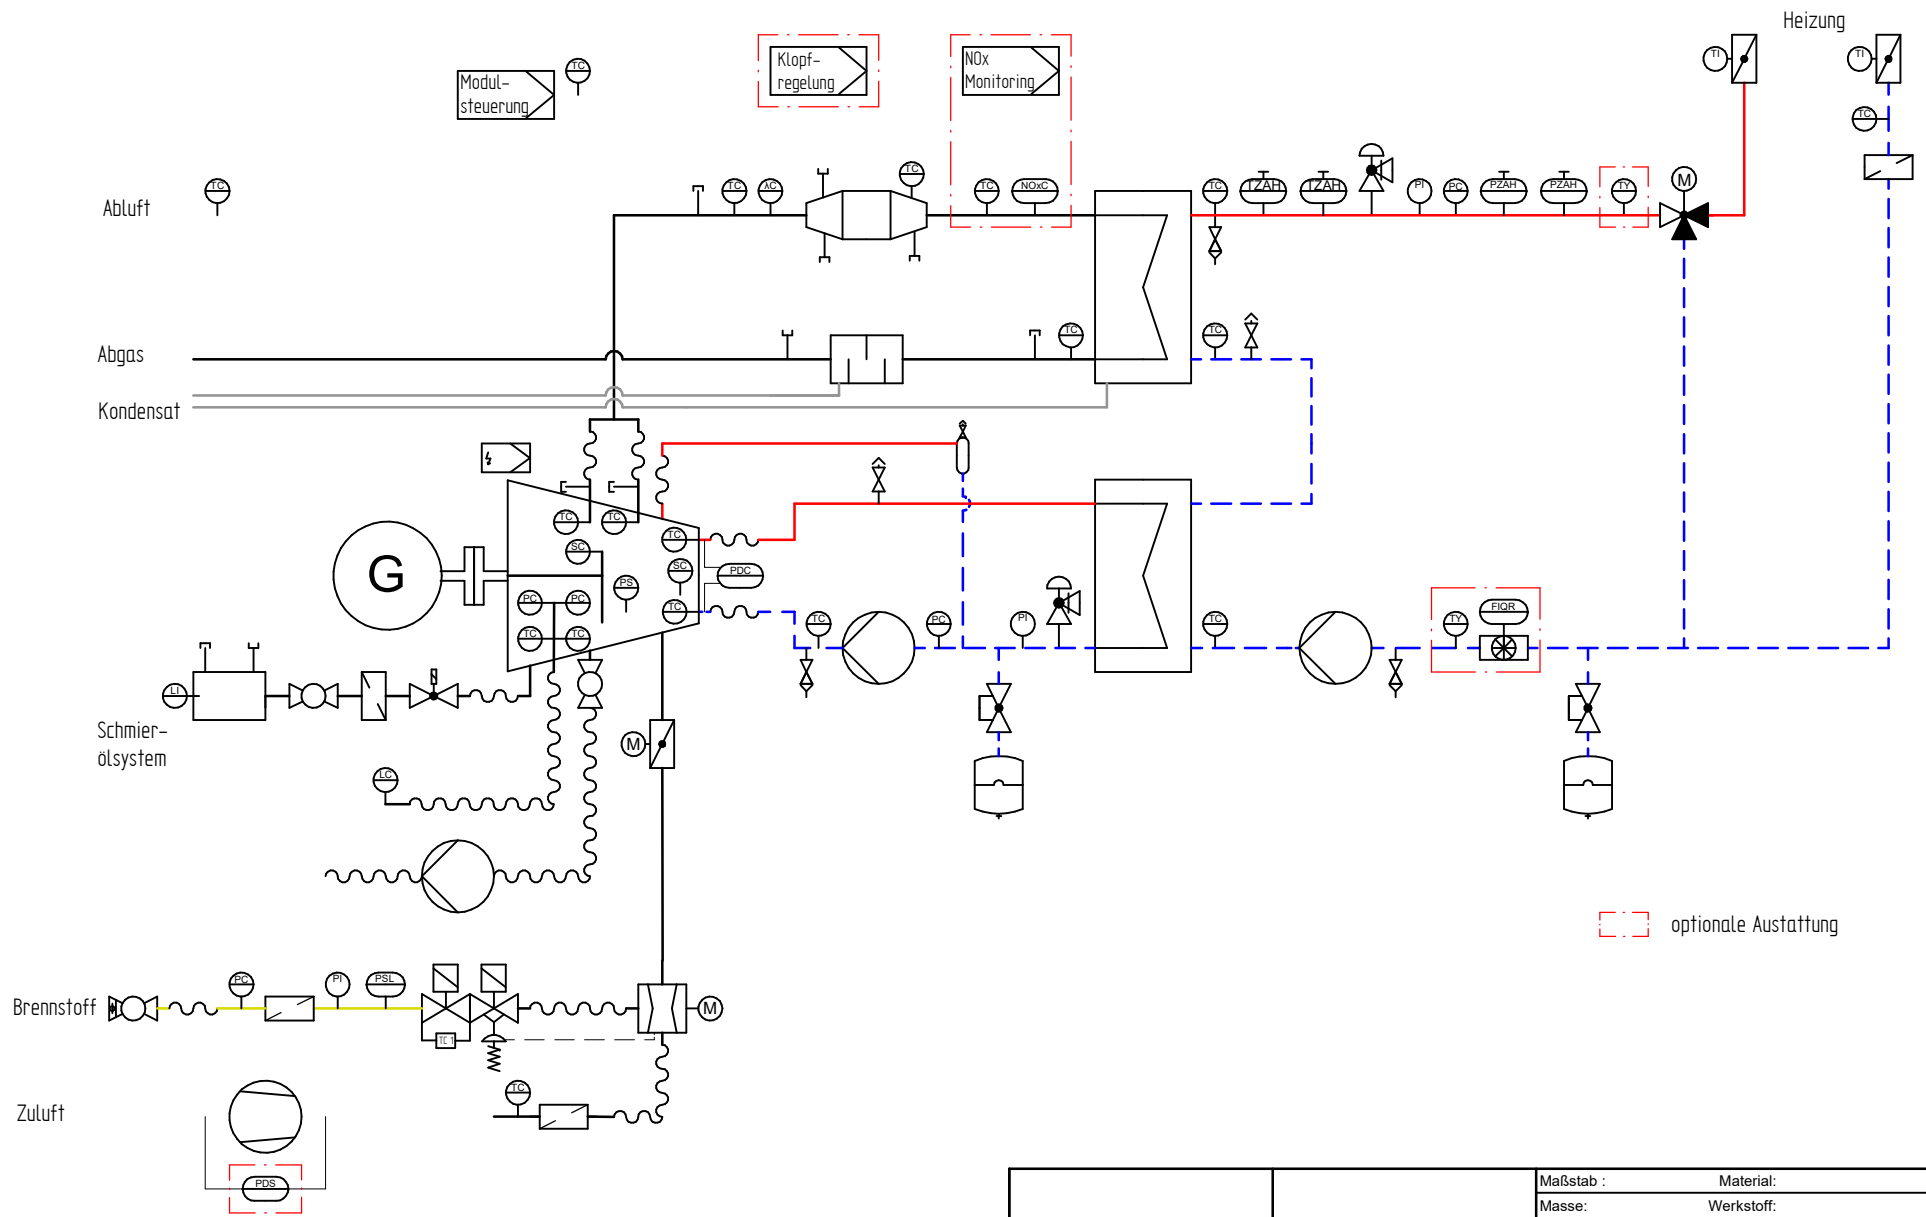 Heizung
Klopf-
regelung
NOx
Monitoring
TI
TI
Modul-
steuerung
TC
TC
Abluft
TC
TC
λC
TC
TC
NOxC
TC
TZAH
TZAH
PI
PC
PZAH
PZAH
TY
M
Abgas
TC
TC
Kondensat
TC
TC
TC
SC
SC
PDC
G
PS
PC
PC
TC
TC
TC
TC
PC
PI
TC
TY
FIQR
LI
Schmier-
ölsystem
M
LC
optionale Austattung
Brennstoff
PC
PI
PSL
M
TC 1
TC
Zuluft
PDS
Maßstab :
Material:
Masse:
Werkstoff: